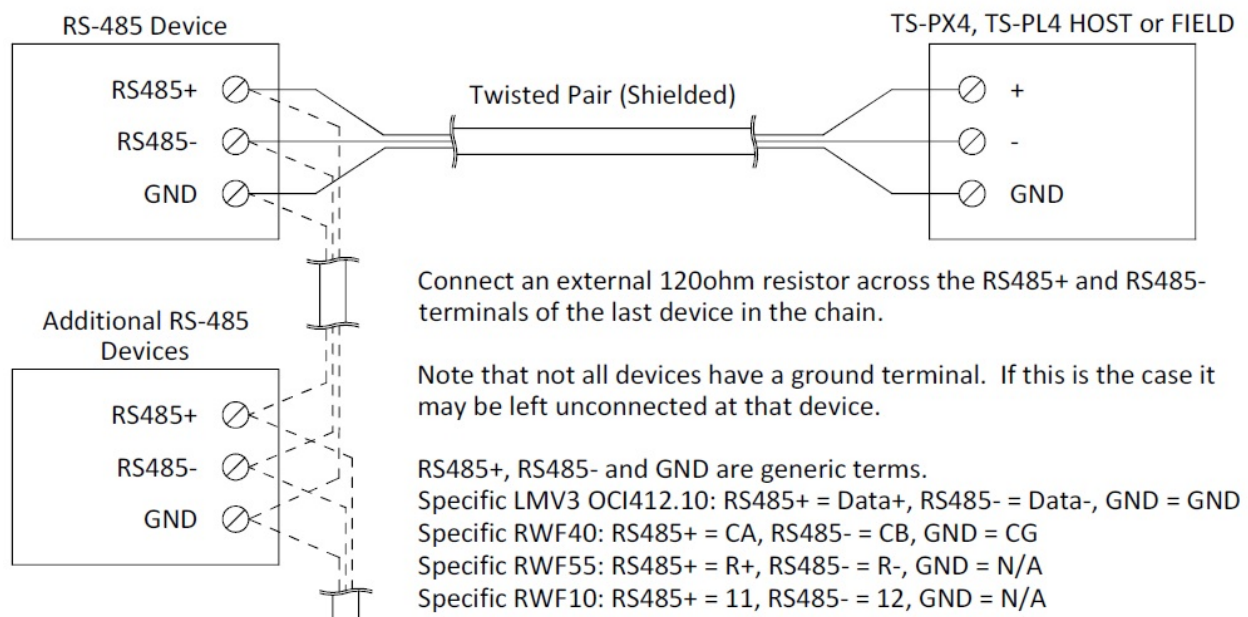 RS-485 Device
TS-PX4, TS-PL4 HOST or FIELD
RS485+
RS485-
GND
Twisted Pair (Shielded)
+
-
GND
Connect an external 120ohm resistor across the RS485+ and RS485-
terminals of the last device in the chain.
Additional RS-485
Devices
RS485+
RS485-
GND
Note that not all devices have a ground terminal.  If this is the case it
may be left unconnected at that device.
RS485+, RS485- and GND are generic terms.
Specific LMV3 OCI412.10: RS485+ = Data+, RS485- = Data-, GND = GND
Specific RWF40: RS485+ = CA, RS485- = CB, GND = CG
Specific RWF55: RS485+ = R+, RS485- = R-, GND = N/A
Specific RWF10: RS485+ = 11, RS485- = 12, GND = N/A